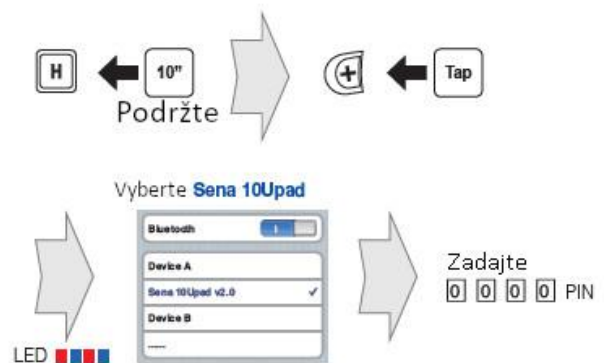 H
10"
Podržte
+
Tap
Vyberte Sena 10Upad
Bluetooth
Device A
Sena 10Upad v2.0
Device B
-----
Zadajte
0 0 0 0 PIN
LED